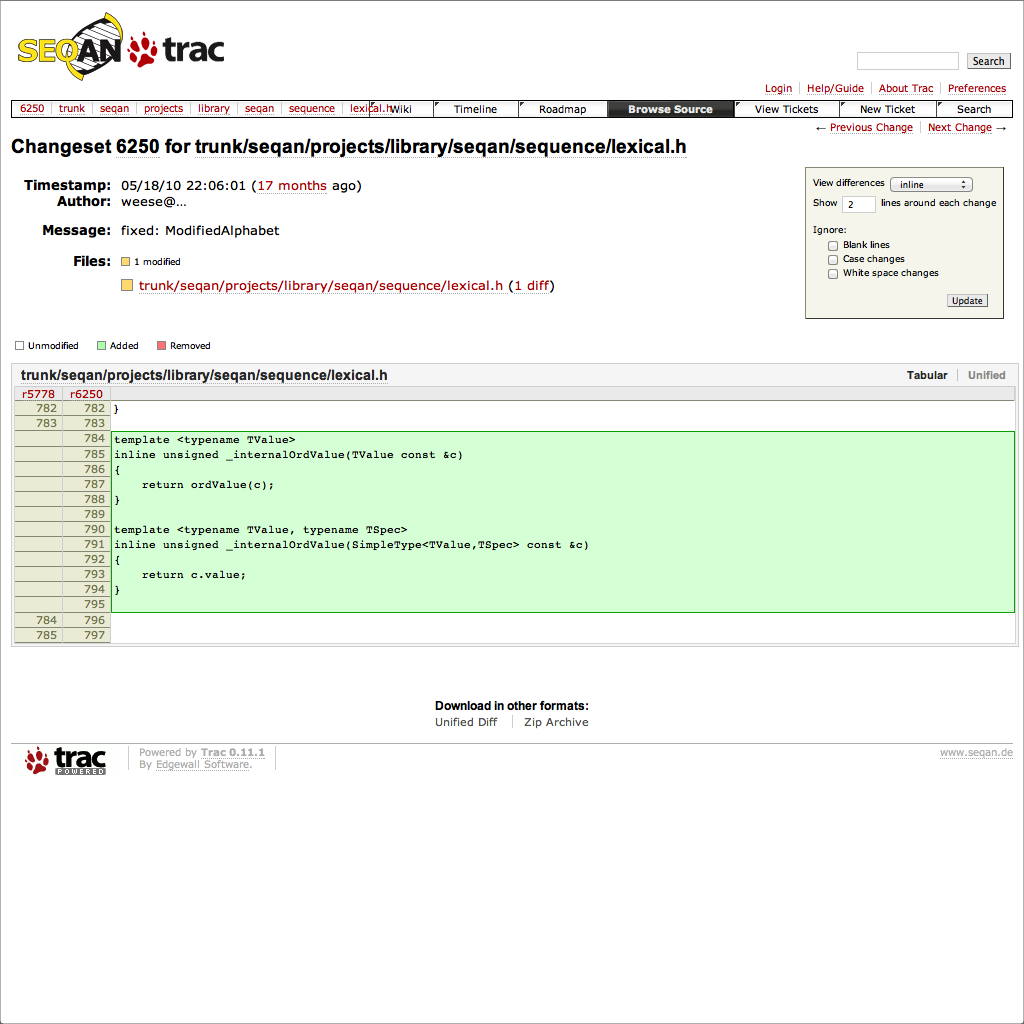 SEQAN trac
Search
Login Help/Guide About Trac Preferences
6250 trunk seqan projects library seqan sequence lexical.h Wiki Timeline Roadmap Browse Source View Tickets New Ticket Search
← Previous Change Next Change →
Changeset 6250 for trunk/seqan/projects/library/seqan/sequence/lexical.h
Timestamp: 05/18/10 22:06:01 (17 months ago)
Author: weese@...
Message: fixed: ModifiedAlphabet
Files: 1 modified
trunk/seqan/projects/library/seqan/sequence/lexical.h (1 diff)
View differences inline
Show 2 lines around each change
Ignore:
Blank lines
Case changes
White space changes
Update
Unmodified Added Removed
trunk/seqan/projects/library/seqan/sequence/lexical.h Tabular Unified
r5778 r6250
782 782 }
783 783
784 template <typename TValue>
785 inline unsigned _internalOrdValue(TValue const &c)
786 {
787 return ordValue(c);
788 }
789
790 template <typename TValue, typename TSpec>
791 inline unsigned _internalOrdValue(SimpleType<TValue,TSpec> const &c)
792 {
793 return c.value;
794 }
795
784 796
785 797
Download in other formats:
Unified Diff Zip Archive
trac POWERED
Powered by Trac 0.11.1
By Edgewall Software.
www.seqan.de